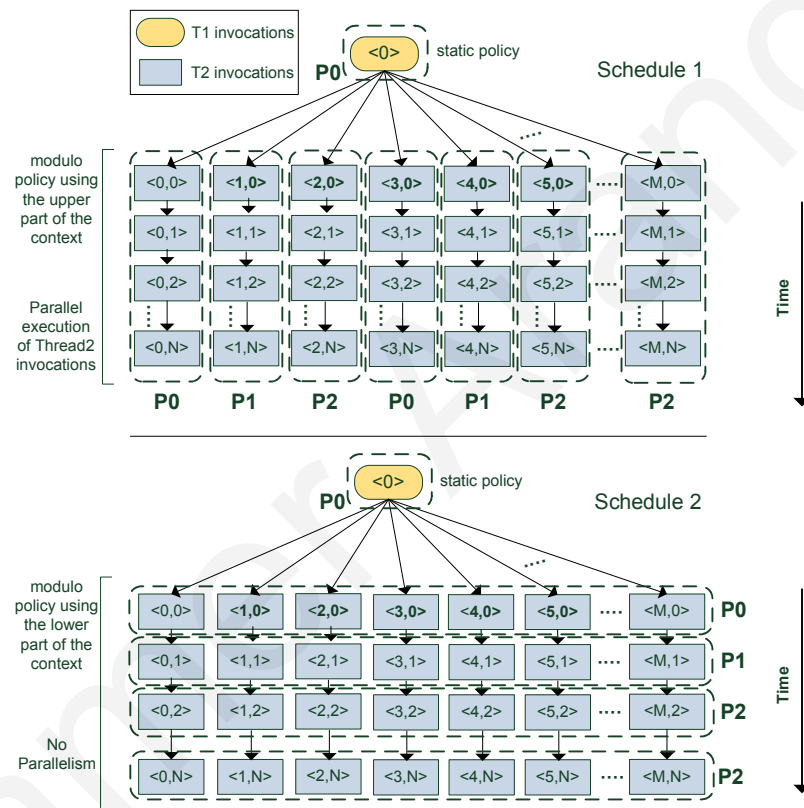 T1 invocations
T2 invocations
<0>
static policy
P0
Schedule 1
modulo
policy using
the upper
part of the
context
<0,0> <1,0> <2,0> <3,0> <4,0> <5,0> <M,0>
<0,1> <1,1> <2,1> <3,1> <4,1> <5,1> <M,1>
<0,2> <1,2> <2,2> <3,2> <4,2> <5,2> <M,2>
Parallel
execution
of Thread2
invocations
<0,N> <1,N> <2,N> <3,N> <4,N> <5,N> <M,N>
P0 P1 P2 P0 P1 P2 P2
Time
<0>
static policy
P0
Schedule 2
modulo
policy using
the lower
part of the
context
<0,0> <1,0> <2,0> <3,0> <4,0> <5,0> <M,0> P0
<0,1> <1,1> <2,1> <3,1> <4,1> <5,1> <M,1> P1
<0,2> <1,2> <2,2> <3,2> <4,2> <5,2> <M,2> P2
No
Parallelism
<0,N> <1,N> <2,N> <3,N> <4,N> <5,N> <M,N> P2
Time